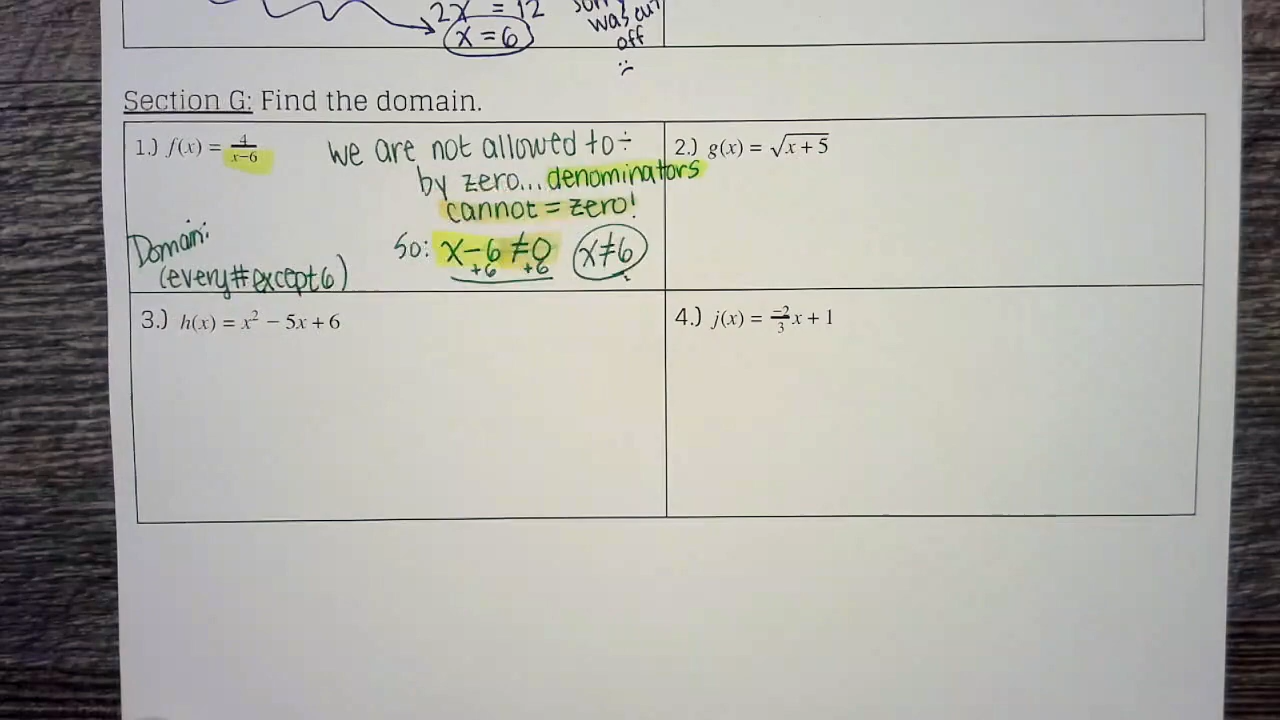 2x = 12
x = 6
was cut
off
Section G: Find the domain.
1.) f(x) = 4/(x−6)
we are not allowed to ÷
by zero... denominators
cannot = zero!
So: x−6 ≠ 0 x≠6
+6 +6
Domain:
(every # except 6)
2.) g(x) = √(x + 5)
3.) h(x) = x² − 5x + 6
4.) j(x) = −2/3 x + 1